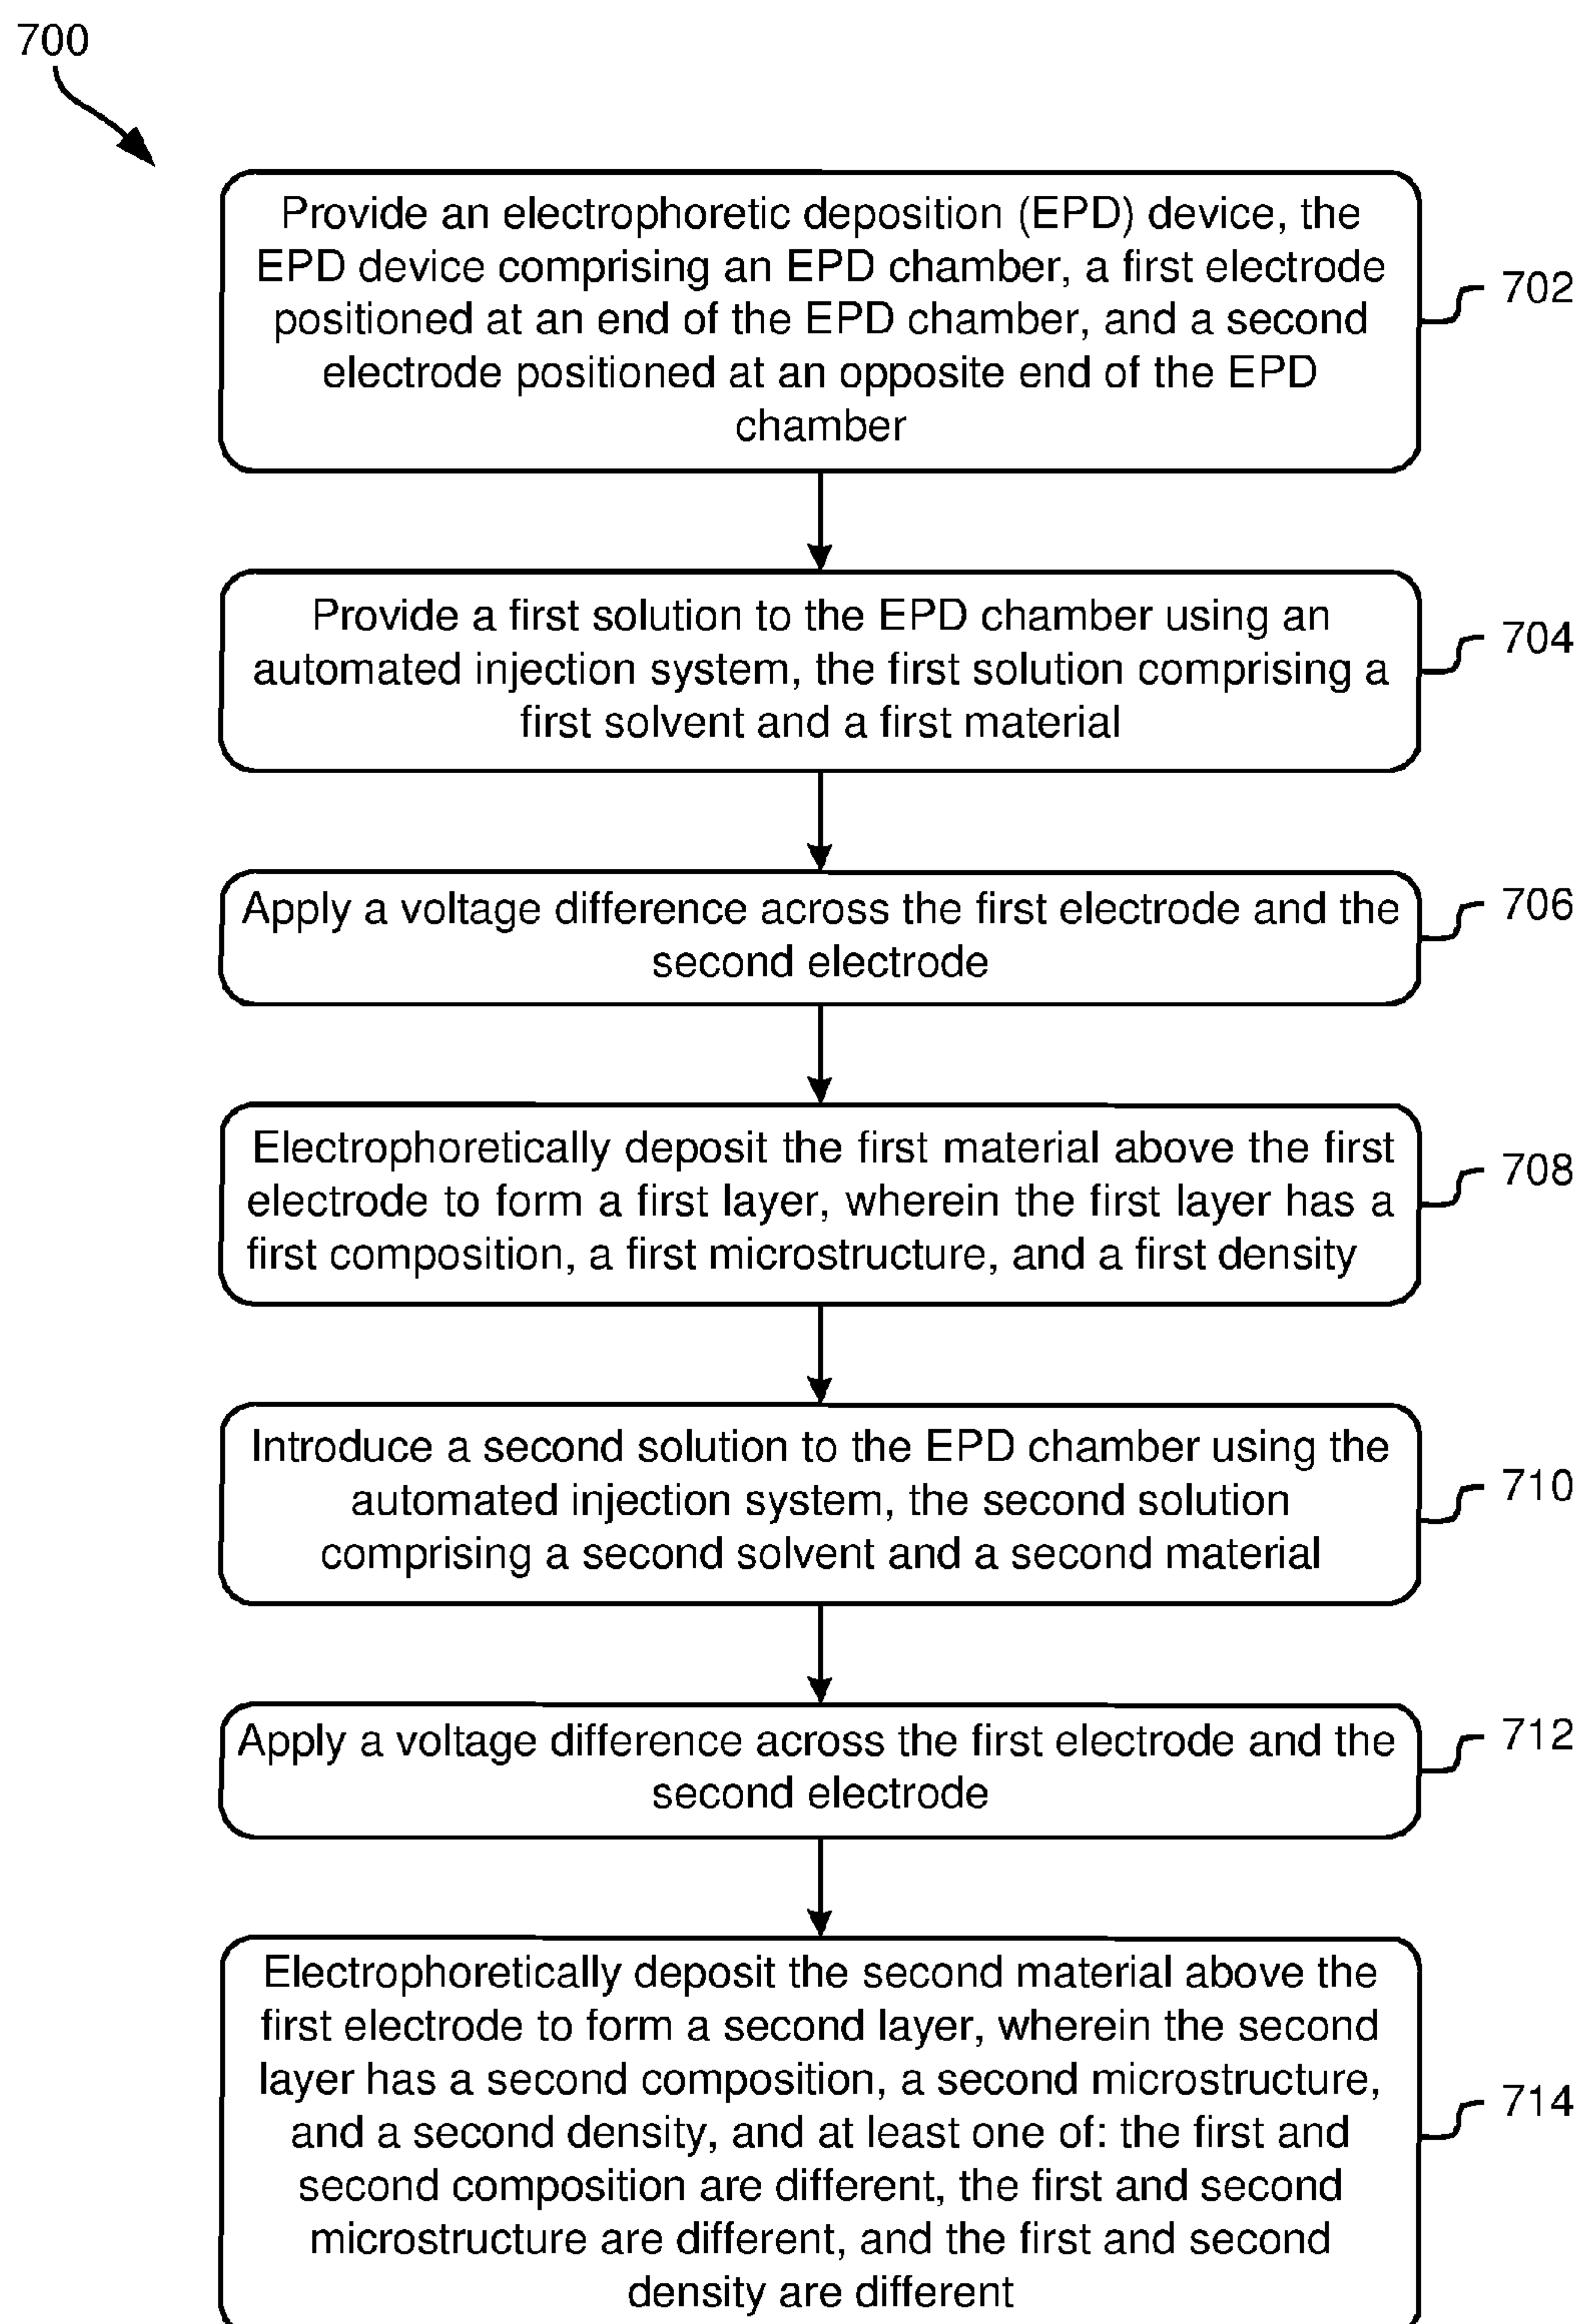 700
Provide an electrophoretic deposition (EPD) device, the
EPD device comprising an EPD chamber, a first electrode
positioned at an end of the EPD chamber, and a second
electrode positioned at an opposite end of the EPD
chamber
702
Provide a first solution to the EPD chamber using an
automated injection system, the first solution comprising a
first solvent and a first material
704
Apply a voltage difference across the first electrode and the
second electrode
706
Electrophoretically deposit the first material above the first
electrode to form a first layer, wherein the first layer has a
first composition, a first microstructure, and a first density
708
Introduce a second solution to the EPD chamber using the
automated injection system, the second solution
comprising a second solvent and a second material
710
Apply a voltage difference across the first electrode and the
second electrode
712
Electrophoretically deposit the second material above the
first electrode to form a second layer, wherein the second
layer has a second composition, a second microstructure,
and a second density, and at least one of: the first and
second composition are different, the first and second
microstructure are different, and the first and second
density are different
714